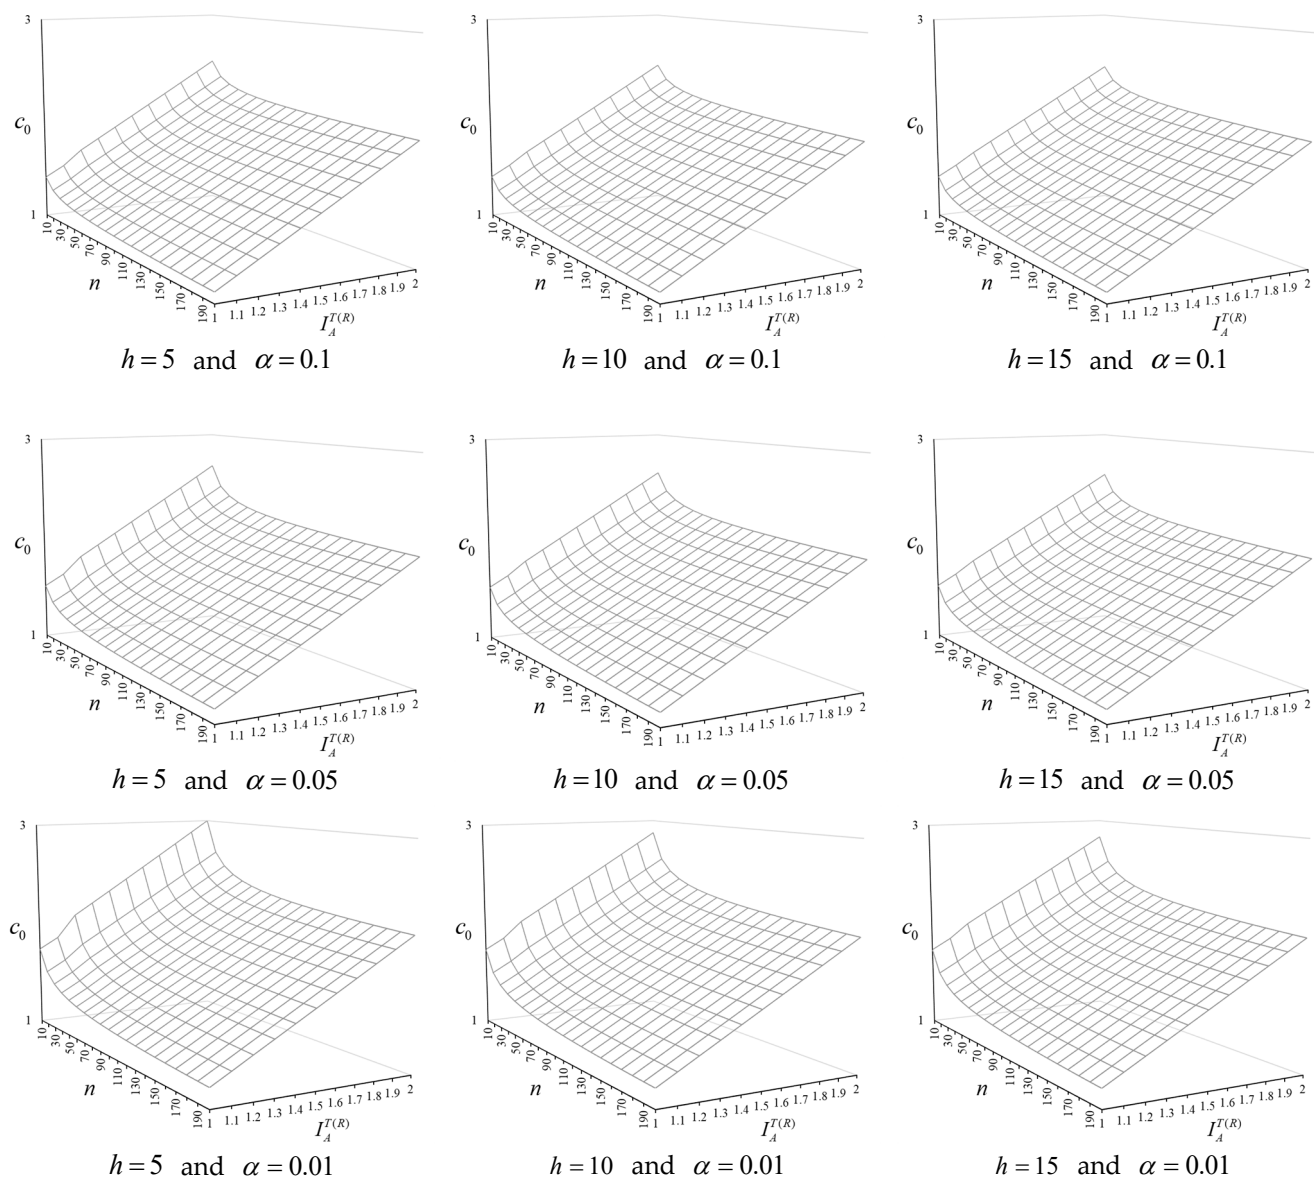 3 3 3
c₀ c₀ c₀
1 1 1
10 30 50 70 90 110 130 150 170 190 10 30 50 70 90 110 130 150 170 190 10 30 50 70 90 110 130 150 170 190
n n n
1 1.1 1.2 1.3 1.4 1.5 1.6 1.7 1.8 1.9 2 1 1.1 1.2 1.3 1.4 1.5 1.6 1.7 1.8 1.9 2 1 1.1 1.2 1.3 1.4 1.5 1.6 1.7 1.8 1.9 2
I_A^{T(R)} I_A^{T(R)} I_A^{T(R)}
h = 5 and α = 0.1 h = 10 and α = 0.1 h = 15 and α = 0.1
3 3 3
c₀ c₀ c₀
1 1 1
10 30 50 70 90 110 130 150 170 190 10 30 50 70 90 110 130 150 170 190 10 30 50 70 90 110 130 150 170 190
n n n
1 1.1 1.2 1.3 1.4 1.5 1.6 1.7 1.8 1.9 2 1 1.1 1.2 1.3 1.4 1.5 1.6 1.7 1.8 1.9 2 1 1.1 1.2 1.3 1.4 1.5 1.6 1.7 1.8 1.9 2
I_A^{T(R)} I_A^{T(R)} I_A^{T(R)}
h = 5 and α = 0.05 h = 10 and α = 0.05 h = 15 and α = 0.05
3 3 3
c₀ c₀ c₀
1 1 1
10 30 50 70 90 110 130 150 170 190 10 30 50 70 90 110 130 150 170 190 10 30 50 70 90 110 130 150 170 190
n n n
1 1.1 1.2 1.3 1.4 1.5 1.6 1.7 1.8 1.9 2 1 1.1 1.2 1.3 1.4 1.5 1.6 1.7 1.8 1.9 2 1 1.1 1.2 1.3 1.4 1.5 1.6 1.7 1.8 1.9 2
I_A^{T(R)} I_A^{T(R)} I_A^{T(R)}
h = 5 and α = 0.01 h = 10 and α = 0.01 h = 15 and α = 0.01